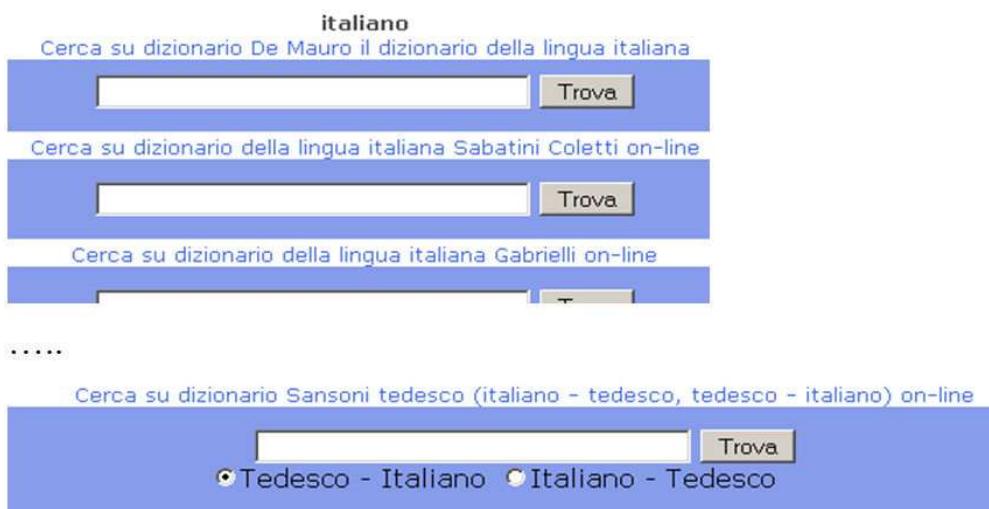 italiano
Cerca su dizionario De Mauro il dizionario della lingua italiana
Trova
Cerca su dizionario della lingua italiana Sabatini Coletti on-line
Trova
Cerca su dizionario della lingua italiana Gabrielli on-line
.....
Cerca su dizionario Sansoni tedesco (italiano - tedesco, tedesco - italiano) on-line
Trova
Tedesco - Italiano Italiano - Tedesco